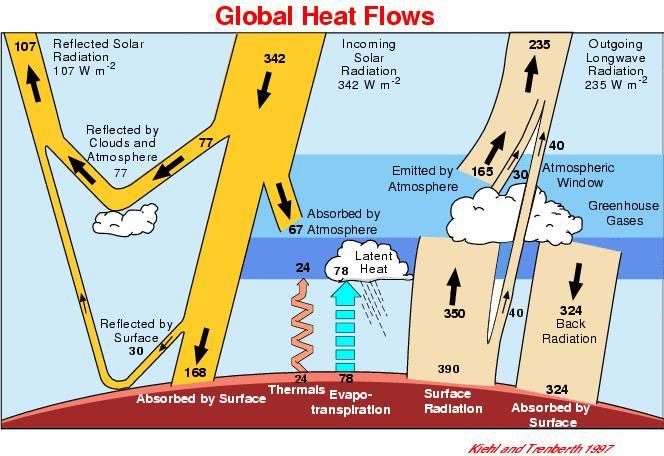 Global Heat Flows
107
Reflected Solar
Radiation
107 W m-2
342
Incoming
Solar
Radiation
342 W m-2
235
Outgoing
Longwave
Radiation
235 W m-2
Reflected by
Clouds and
Atmosphere
77
77
Emitted by
Atmosphere
165
30
40
Atmospheric
Window
Greenhouse
Gases
67
Absorbed by
Atmosphere
24
78
Latent
Heat
350
40
324
Back
Radiation
Reflected by
Surface
30
168
390
324
Absorbed by Surface
24
Thermals
78
Evapo-
transpiration
Surface
Radiation
Absorbed by
Surface
Kiehl and Trenberth 1997